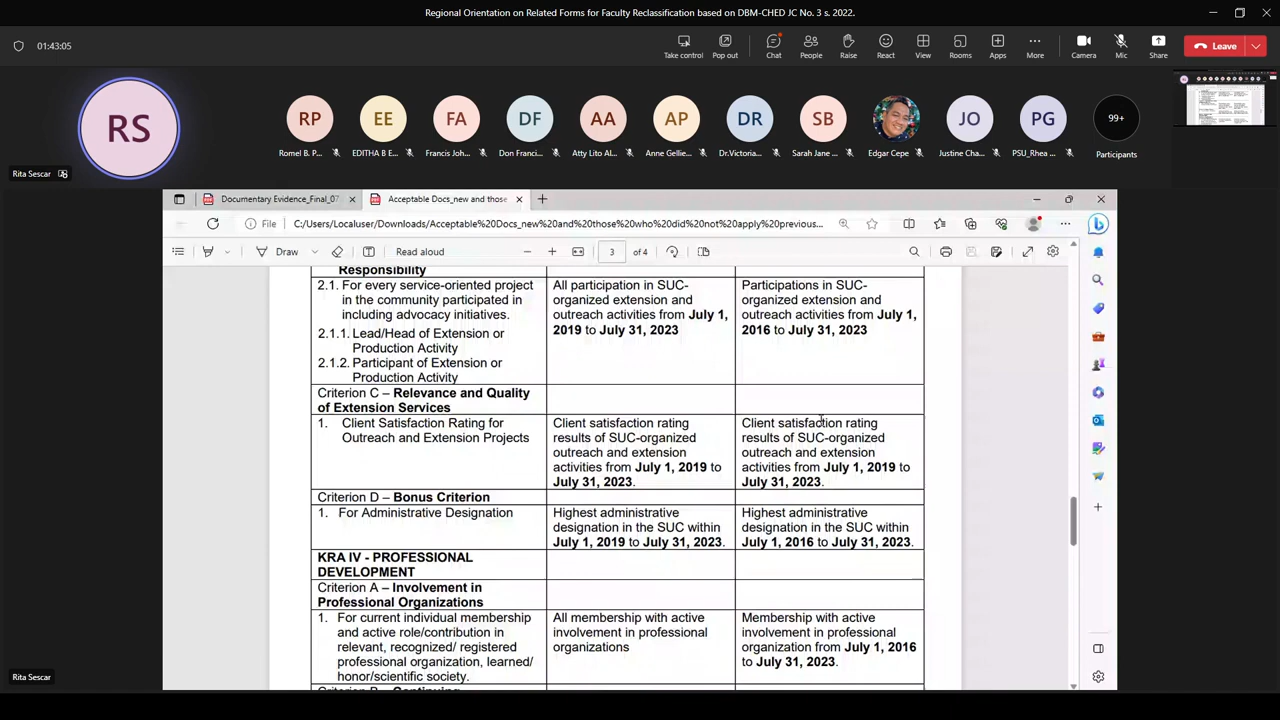 Regional Orientation on Related Forms for Faculty Reclassification based on DBM-CHED JC No. 3 s. 2022.
01:43:05
Take control
Pop out
Chat
People
Raise
React
View
Rooms
Apps
More
Camera
Mic
Share
Leave
RS
RP
EE
FA
DF
AA
AP
DR
SB
JO
PG
99+
Romel B. P...
EDITHA B E...
Francis Joh...
Don Franci...
Atty Lito Al...
Anne Gellie...
Dr.Victoria...
Sarah Jane ...
Edgar Cepe
Justine Cha...
PSU_Rhea ...
Participants
Rita Sescar
Documentary Evidence_Final_07
Acceptable Docs_new and those
File
C:/Users/Localuser/Downloads/Acceptable%20Docs_new%20and%20those%20who%20did%20not%20apply%20previous...
Draw
Read aloud
3
of 4
Responsibility
2.1. For every service-oriented project
in the community participated in
including advocacy initiatives.
2.1.1. Lead/Head of Extension or
Production Activity
2.1.2. Participant of Extension or
Production Activity
All participation in SUC-
organized extension and
outreach activities from July 1,
2019 to July 31, 2023
Participations in SUC-
organized extension and
outreach activities from July 1,
2016 to July 31, 2023
Criterion C – Relevance and Quality
of Extension Services
1. Client Satisfaction Rating for
Outreach and Extension Projects
Client satisfaction rating
results of SUC-organized
outreach and extension
activities from July 1, 2019 to
July 31, 2023.
Client satisfaction rating
results of SUC-organized
outreach and extension
activities from July 1, 2019 to
July 31, 2023.
Criterion D – Bonus Criterion
1. For Administrative Designation
Highest administrative
designation in the SUC within
July 1, 2019 to July 31, 2023.
Highest administrative
designation in the SUC within
July 1, 2016 to July 31, 2023.
KRA IV - PROFESSIONAL
DEVELOPMENT
Criterion A – Involvement in
Professional Organizations
1. For current individual membership
and active role/contribution in
relevant, recognized/ registered
professional organization, learned/
honor/scientific society.
All membership with active
involvement in professional
organizations
Membership with active
involvement in professional
organization from July 1, 2016
to July 31, 2023.
Criterion B – Continuing
Rita Sescar